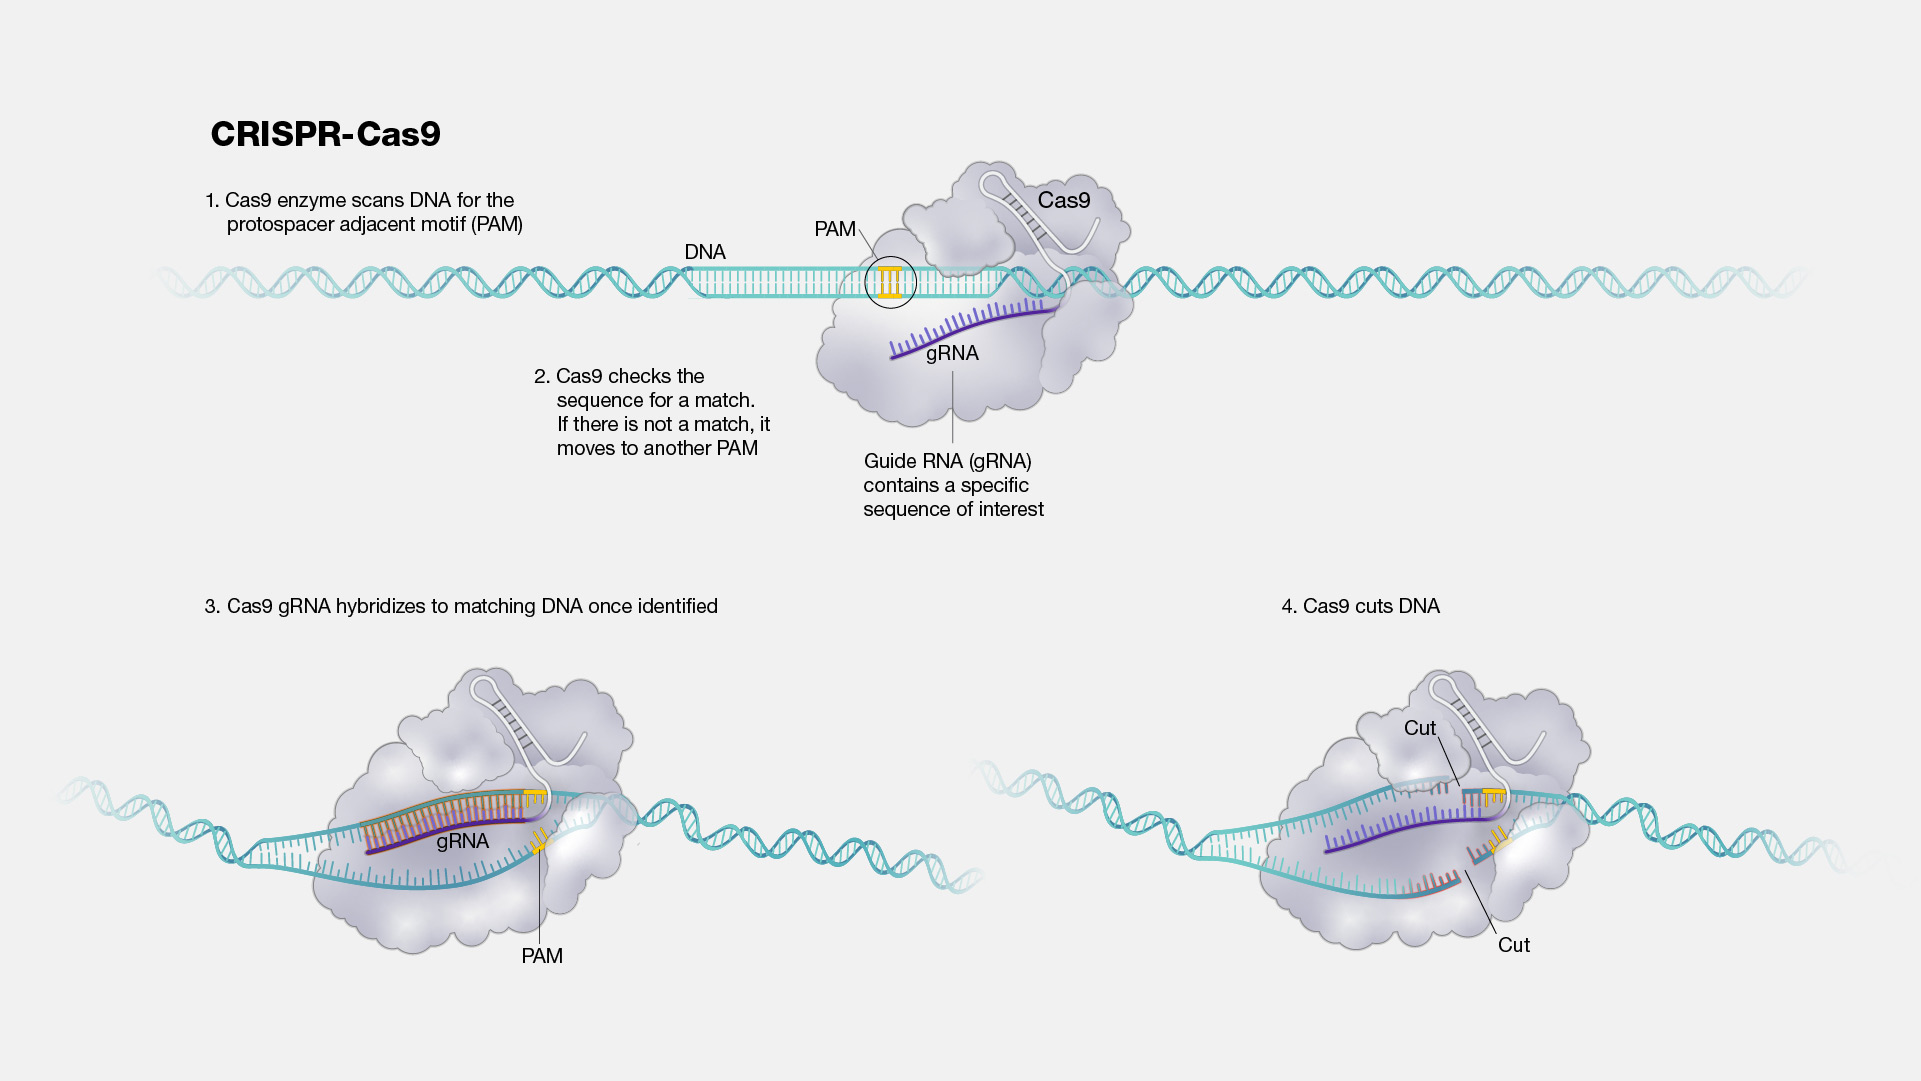 CRISPR-Cas9
1. Cas9 enzyme scans DNA for the
protospacer adjacent motif (PAM)
Cas9
PAM
DNA
gRNA
2. Cas9 checks the
sequence for a match.
If there is not a match, it
moves to another PAM
Guide RNA (gRNA)
contains a specific
sequence of interest
3. Cas9 gRNA hybridizes to matching DNA once identified
gRNA
PAM
4. Cas9 cuts DNA
Cut
Cut